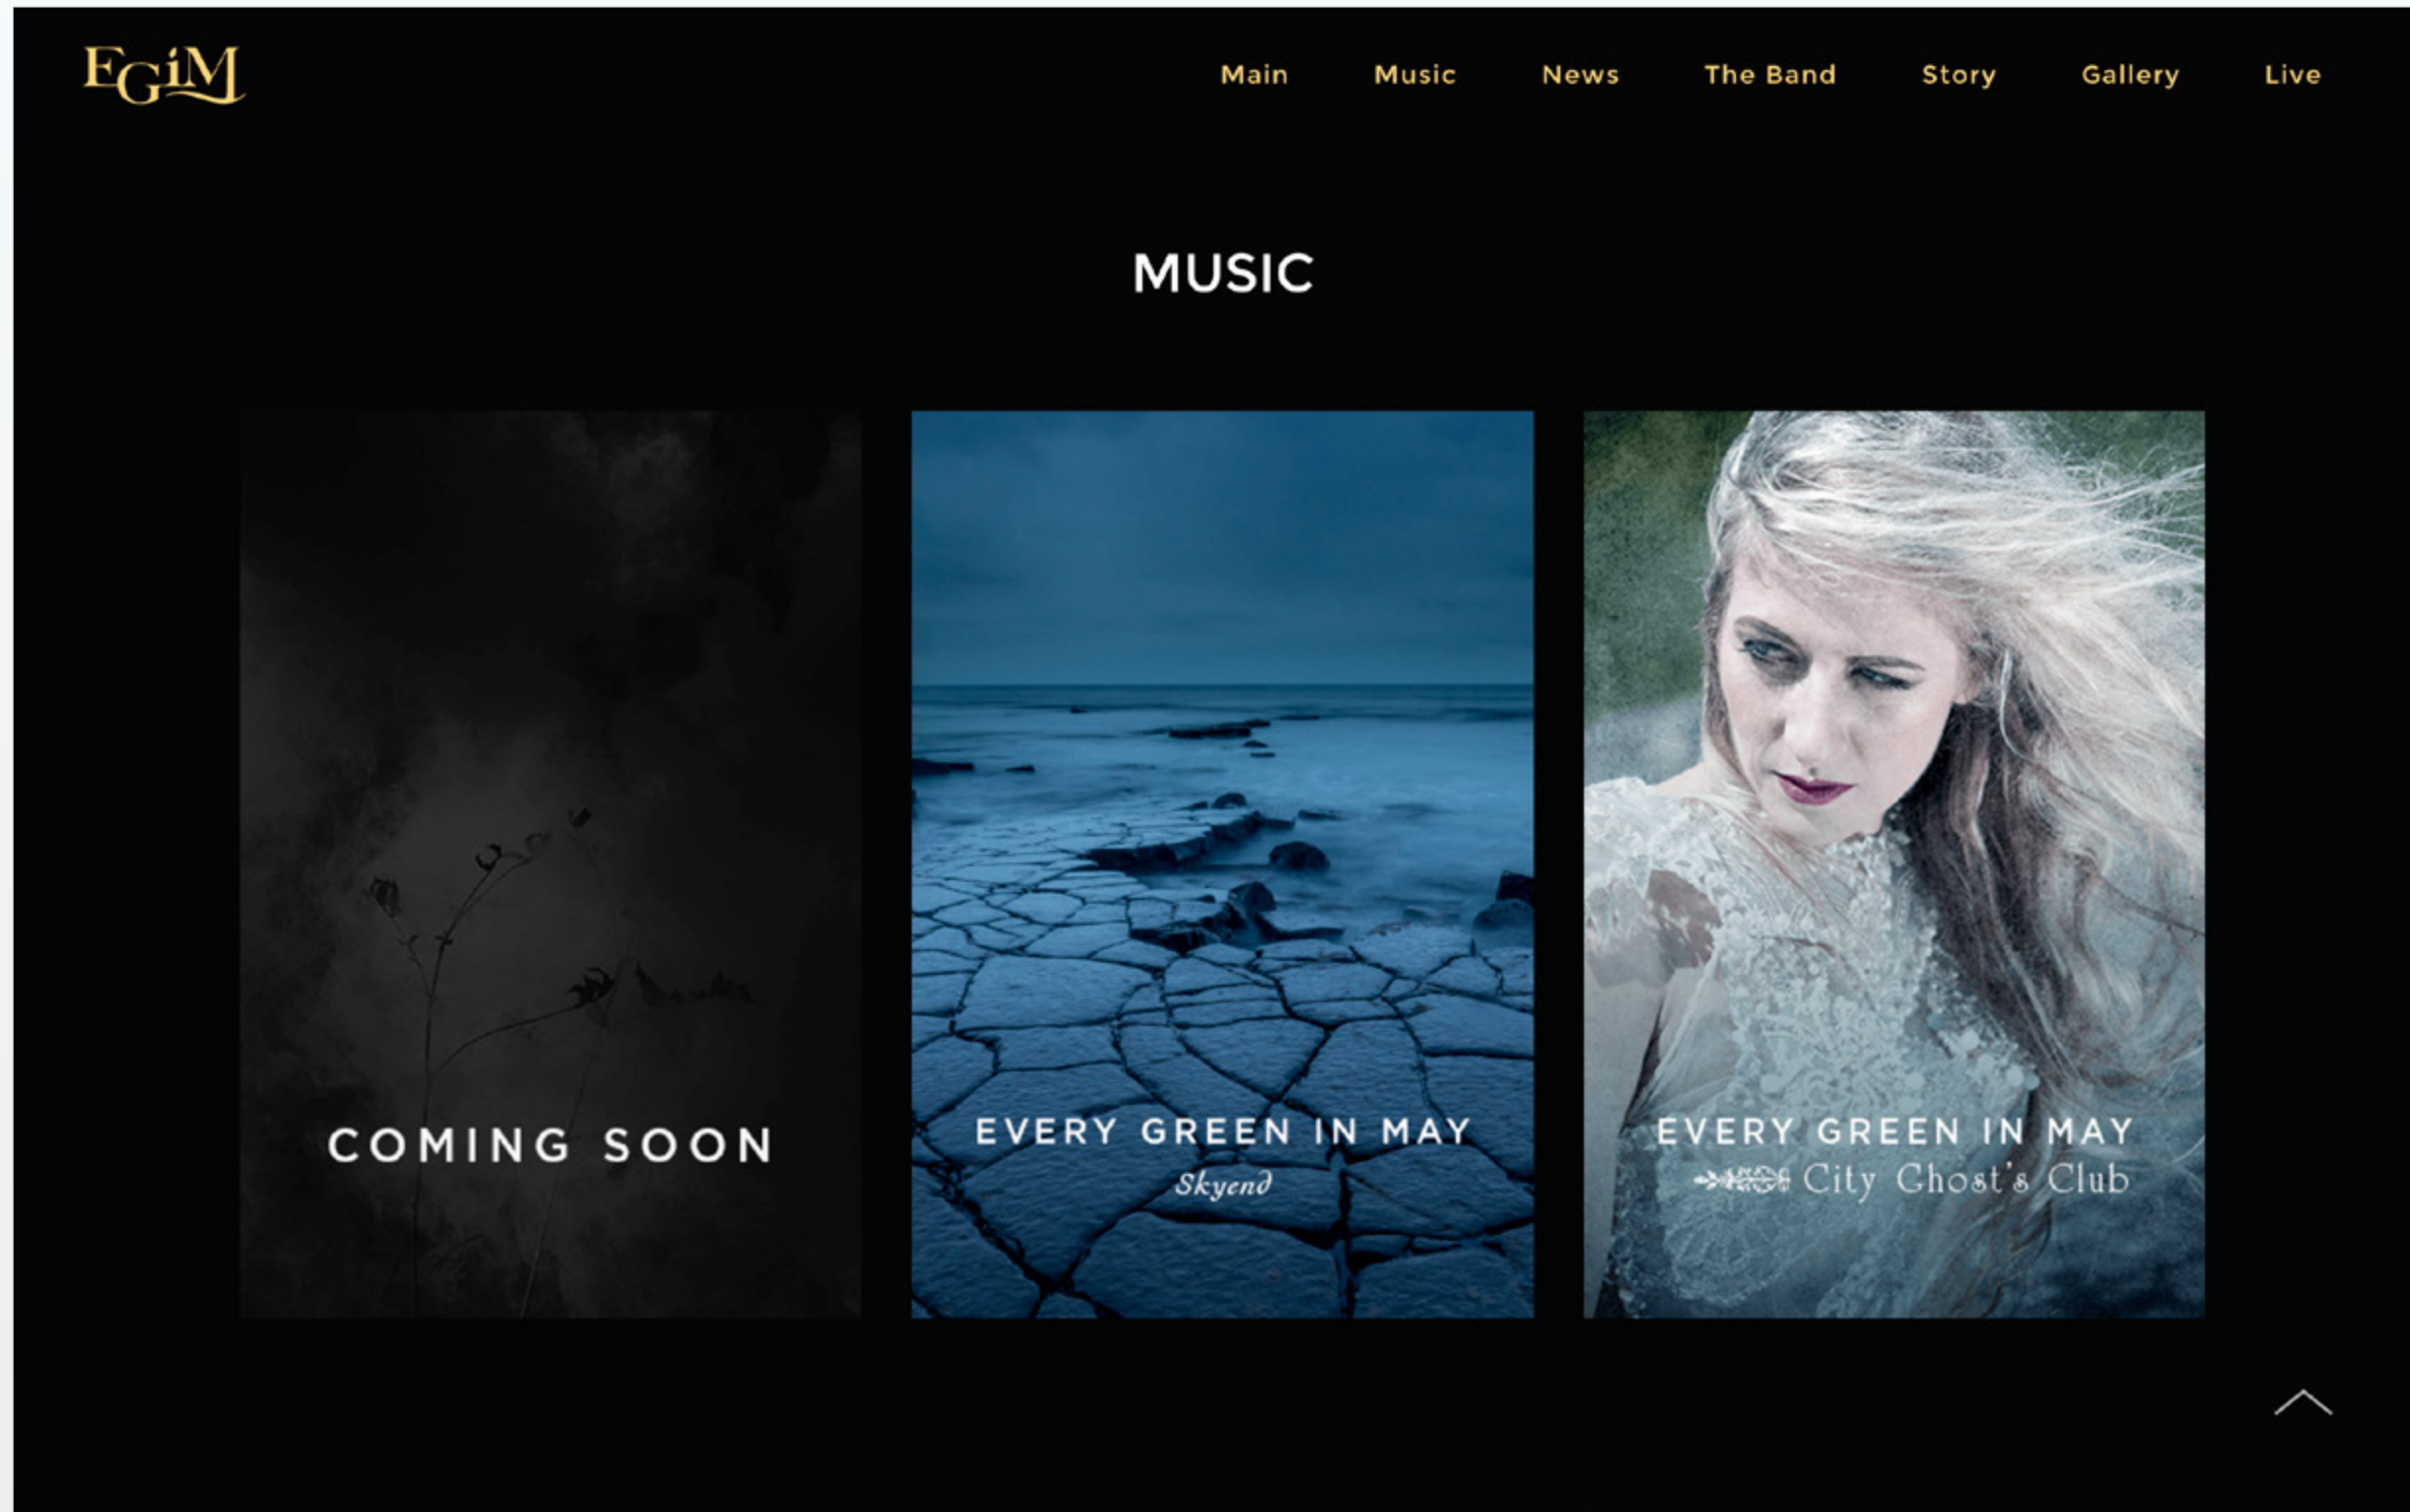 EGiM
Main Music News The Band Story Gallery Live
MUSIC
COMING SOON
EVERY GREEN IN MAY
Skyend
EVERY GREEN IN MAY
City Ghost's Club